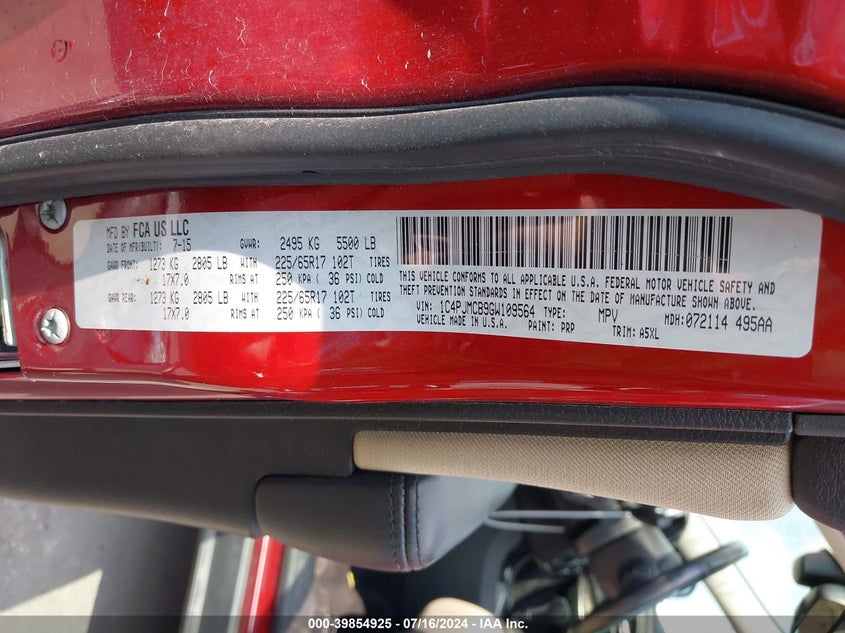 MFD BY FCA US LLC
DATE OF MFR(BUILT): 7-15 GVWR: 2495 KG 5500 LB
GAWR FRONT: 1273 KG 2805 LB WITH 225/65R17 102T TIRES
17X7.0 RIMS AT 250 KPA ( 36 PSI) COLD
GAWR REAR: 1273 KG 2805 LB WITH 225/65R17 102T TIRES
17X7.0 RIMS AT 250 KPA ( 36 PSI) COLD
THIS VEHICLE CONFORMS TO ALL APPLICABLE U.S.A. FEDERAL MOTOR VEHICLE SAFETY AND
THEFT PREVENTION STANDARDS IN EFFECT ON THE DATE OF MANUFACTURE SHOWN ABOVE.
VIN: 1C4PJMCB9GW109564 TYPE: MPV MDH: 072114 495AA
VEHICLE MADE IN U.S.A. PAINT: PRP TRIM: A5XL
000-39854925 - 07/16/2024 - IAA Inc.